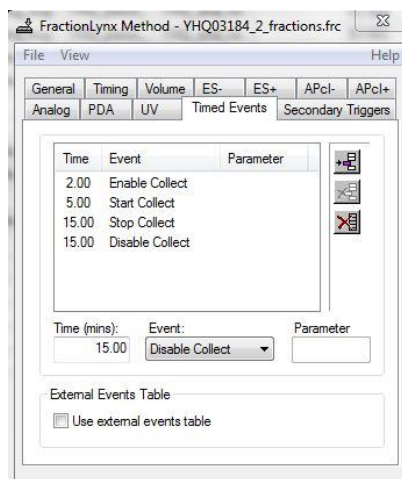 FractionLynx Method - YHQ03184_2_fractions.frc
File View Help
General Timing Volume ES- ES+ APcI- APcI+
Analog PDA UV Timed Events Secondary Triggers
Time Event Parameter
2.00 Enable Collect
5.00 Start Collect
15.00 Stop Collect
15.00 Disable Collect
Time (mins): Event: Parameter
15.00 Disable Collect
External Events Table
Use external events table